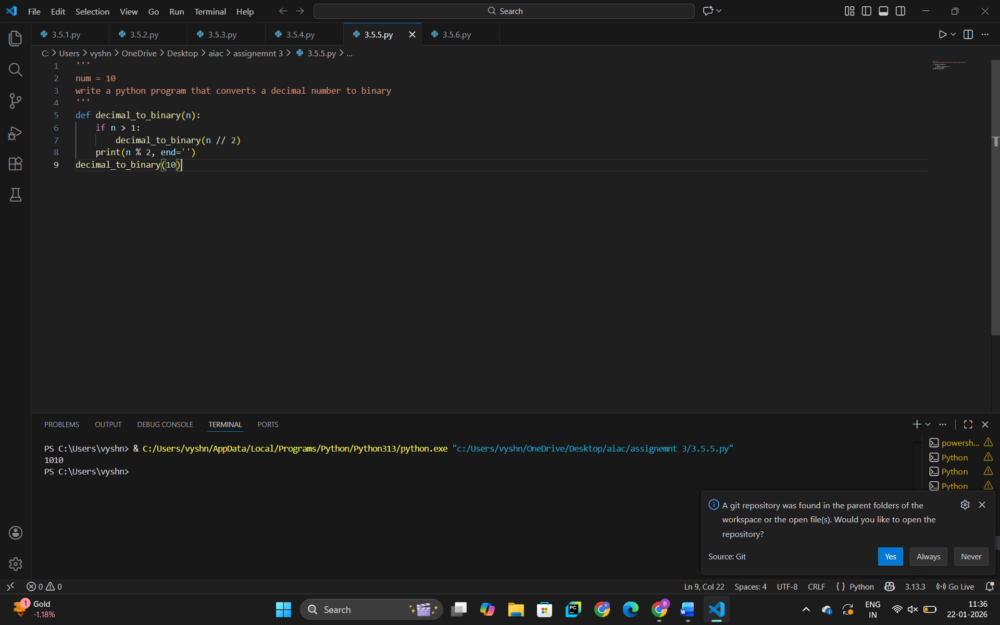 File Edit Selection View Go Run Terminal Help
Search
3.5.1.py 3.5.2.py 3.5.3.py 3.5.4.py 3.5.5.py 3.5.6.py
C: > Users > vyshn > OneDrive > Desktop > aiac > assignemnt 3 > 3.5.5.py > ...
1 '''
2 num = 10
3 write a python program that converts a decimal number to binary
4 '''
5 def decimal_to_binary(n):
6 if n > 1:
7 decimal_to_binary(n // 2)
8 print(n % 2, end='')
9 decimal_to_binary(10)
PROBLEMS OUTPUT DEBUG CONSOLE TERMINAL PORTS
PS C:\Users\vyshn> & C:/Users/vyshn/AppData/Local/Programs/Python/Python313/python.exe "c:/Users/vyshn/OneDrive/Desktop/aiac/assignemnt 3/3.5.5.py"
1010
PS C:\Users\vyshn>
powersh...
Python
Python
Python
A git repository was found in the parent folders of the
workspace or the open file(s). Would you like to open the
repository?
Source: Git Yes Always Never
0 0 Ln 9, Col 22 Spaces: 4 UTF-8 CRLF { } Python 3.13.3 Go Live
1 Gold
-1.18%
Search
ENG
IN
11:36
22-01-2026